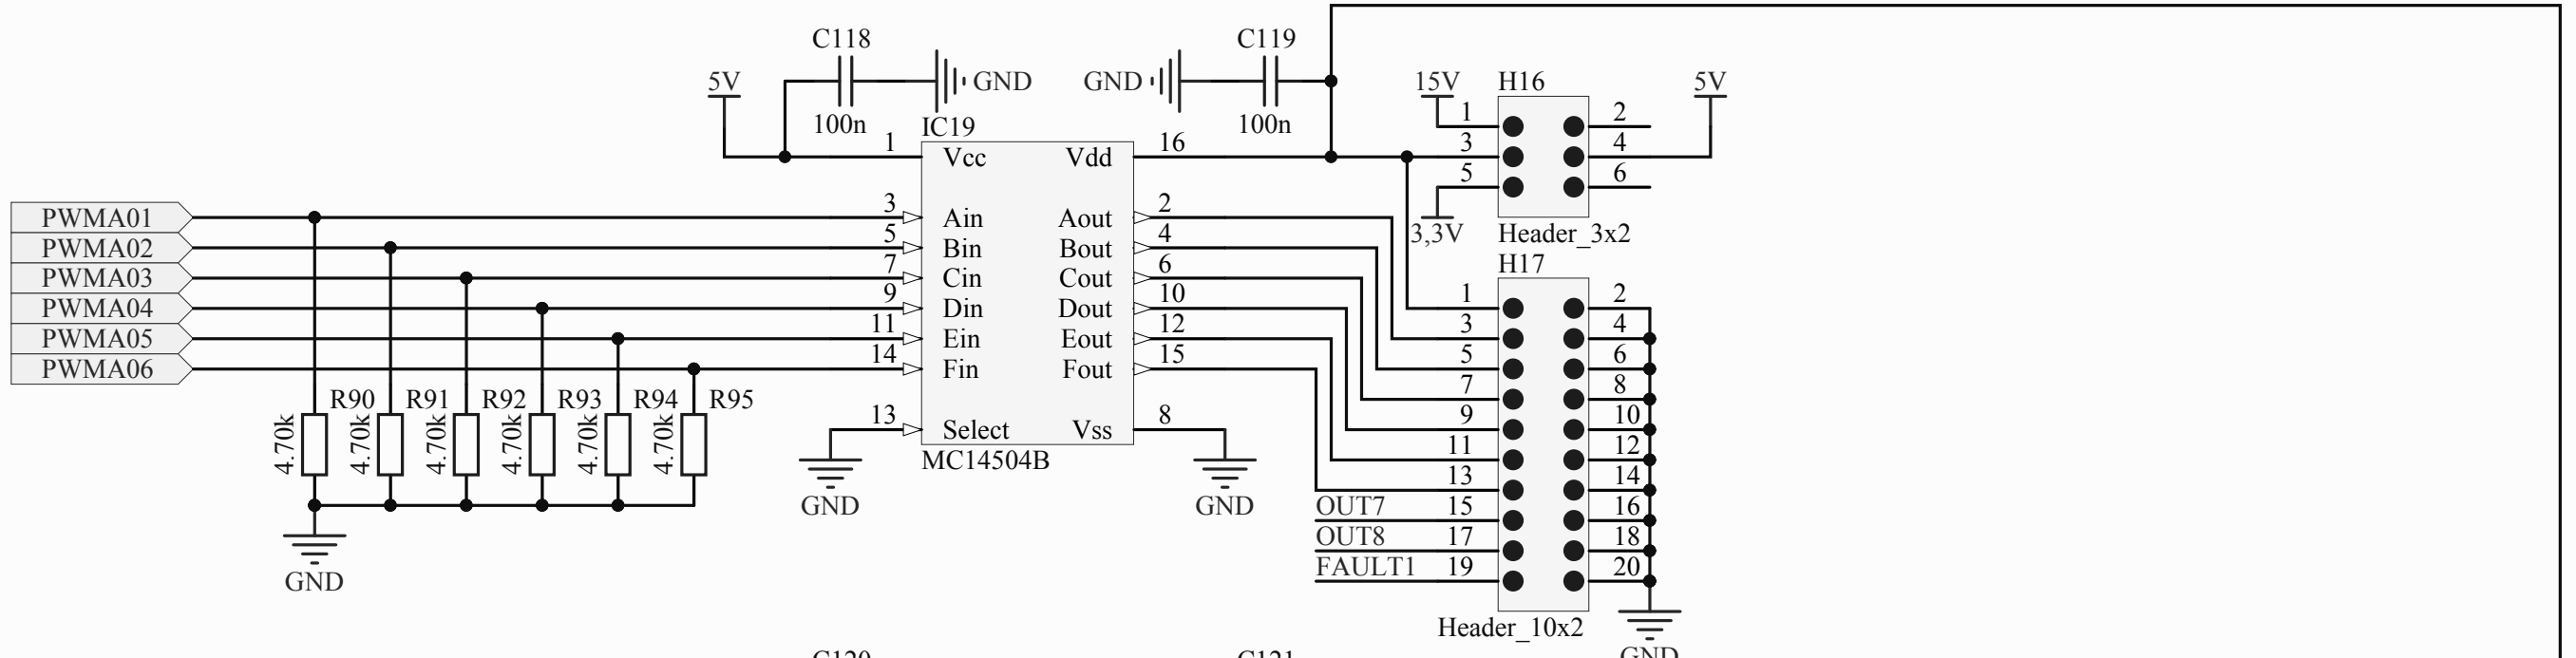 C118
C119
5V
GND
GND
15V
H16
5V
100n
IC19
100n
1
2
1
Vcc
Vdd
16
3
4
5
6
PWMA01
3
Ain
Aout
2
3,3V
Header_3x2
PWMA02
5
Bin
Bout
4
H17
PWMA03
7
Cin
Cout
6
PWMA04
9
Din
Dout
10
1
2
PWMA05
11
Ein
Eout
12
3
4
PWMA06
14
Fin
Fout
15
5
6
R90
R91
R92
R93
R94
R95
7
8
4.70k
4.70k
4.70k
4.70k
4.70k
4.70k
13
Select
Vss
8
9
10
MC14504B
11
12
GND
GND
13
14
OUT7
15
16
OUT8
17
18
FAULT1
19
20
GND
Header_10x2
C120
C121
GND